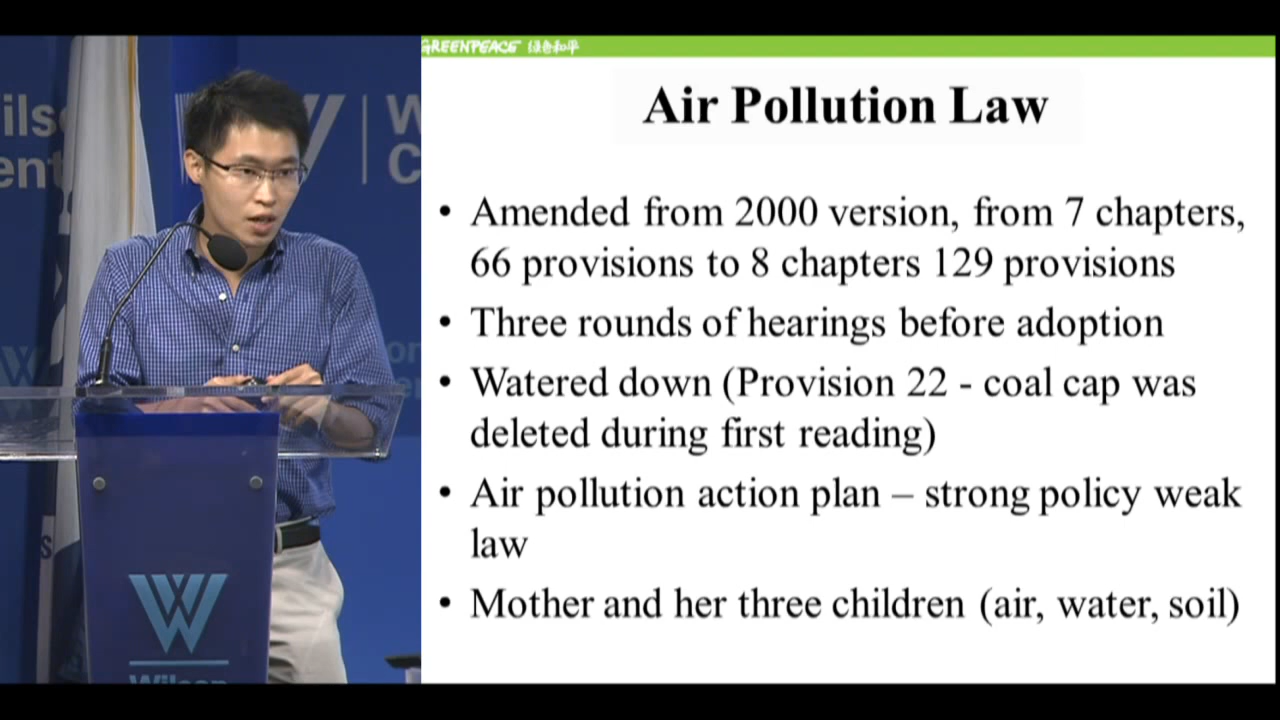 GREENPEACE 绿色和平
Air Pollution Law
• Amended from 2000 version, from 7 chapters,
66 provisions to 8 chapters 129 provisions
• Three rounds of hearings before adoption
• Watered down (Provision 22 - coal cap was
deleted during first reading)
• Air pollution action plan – strong policy weak
law
• Mother and her three children (air, water, soil)
W
Wilson